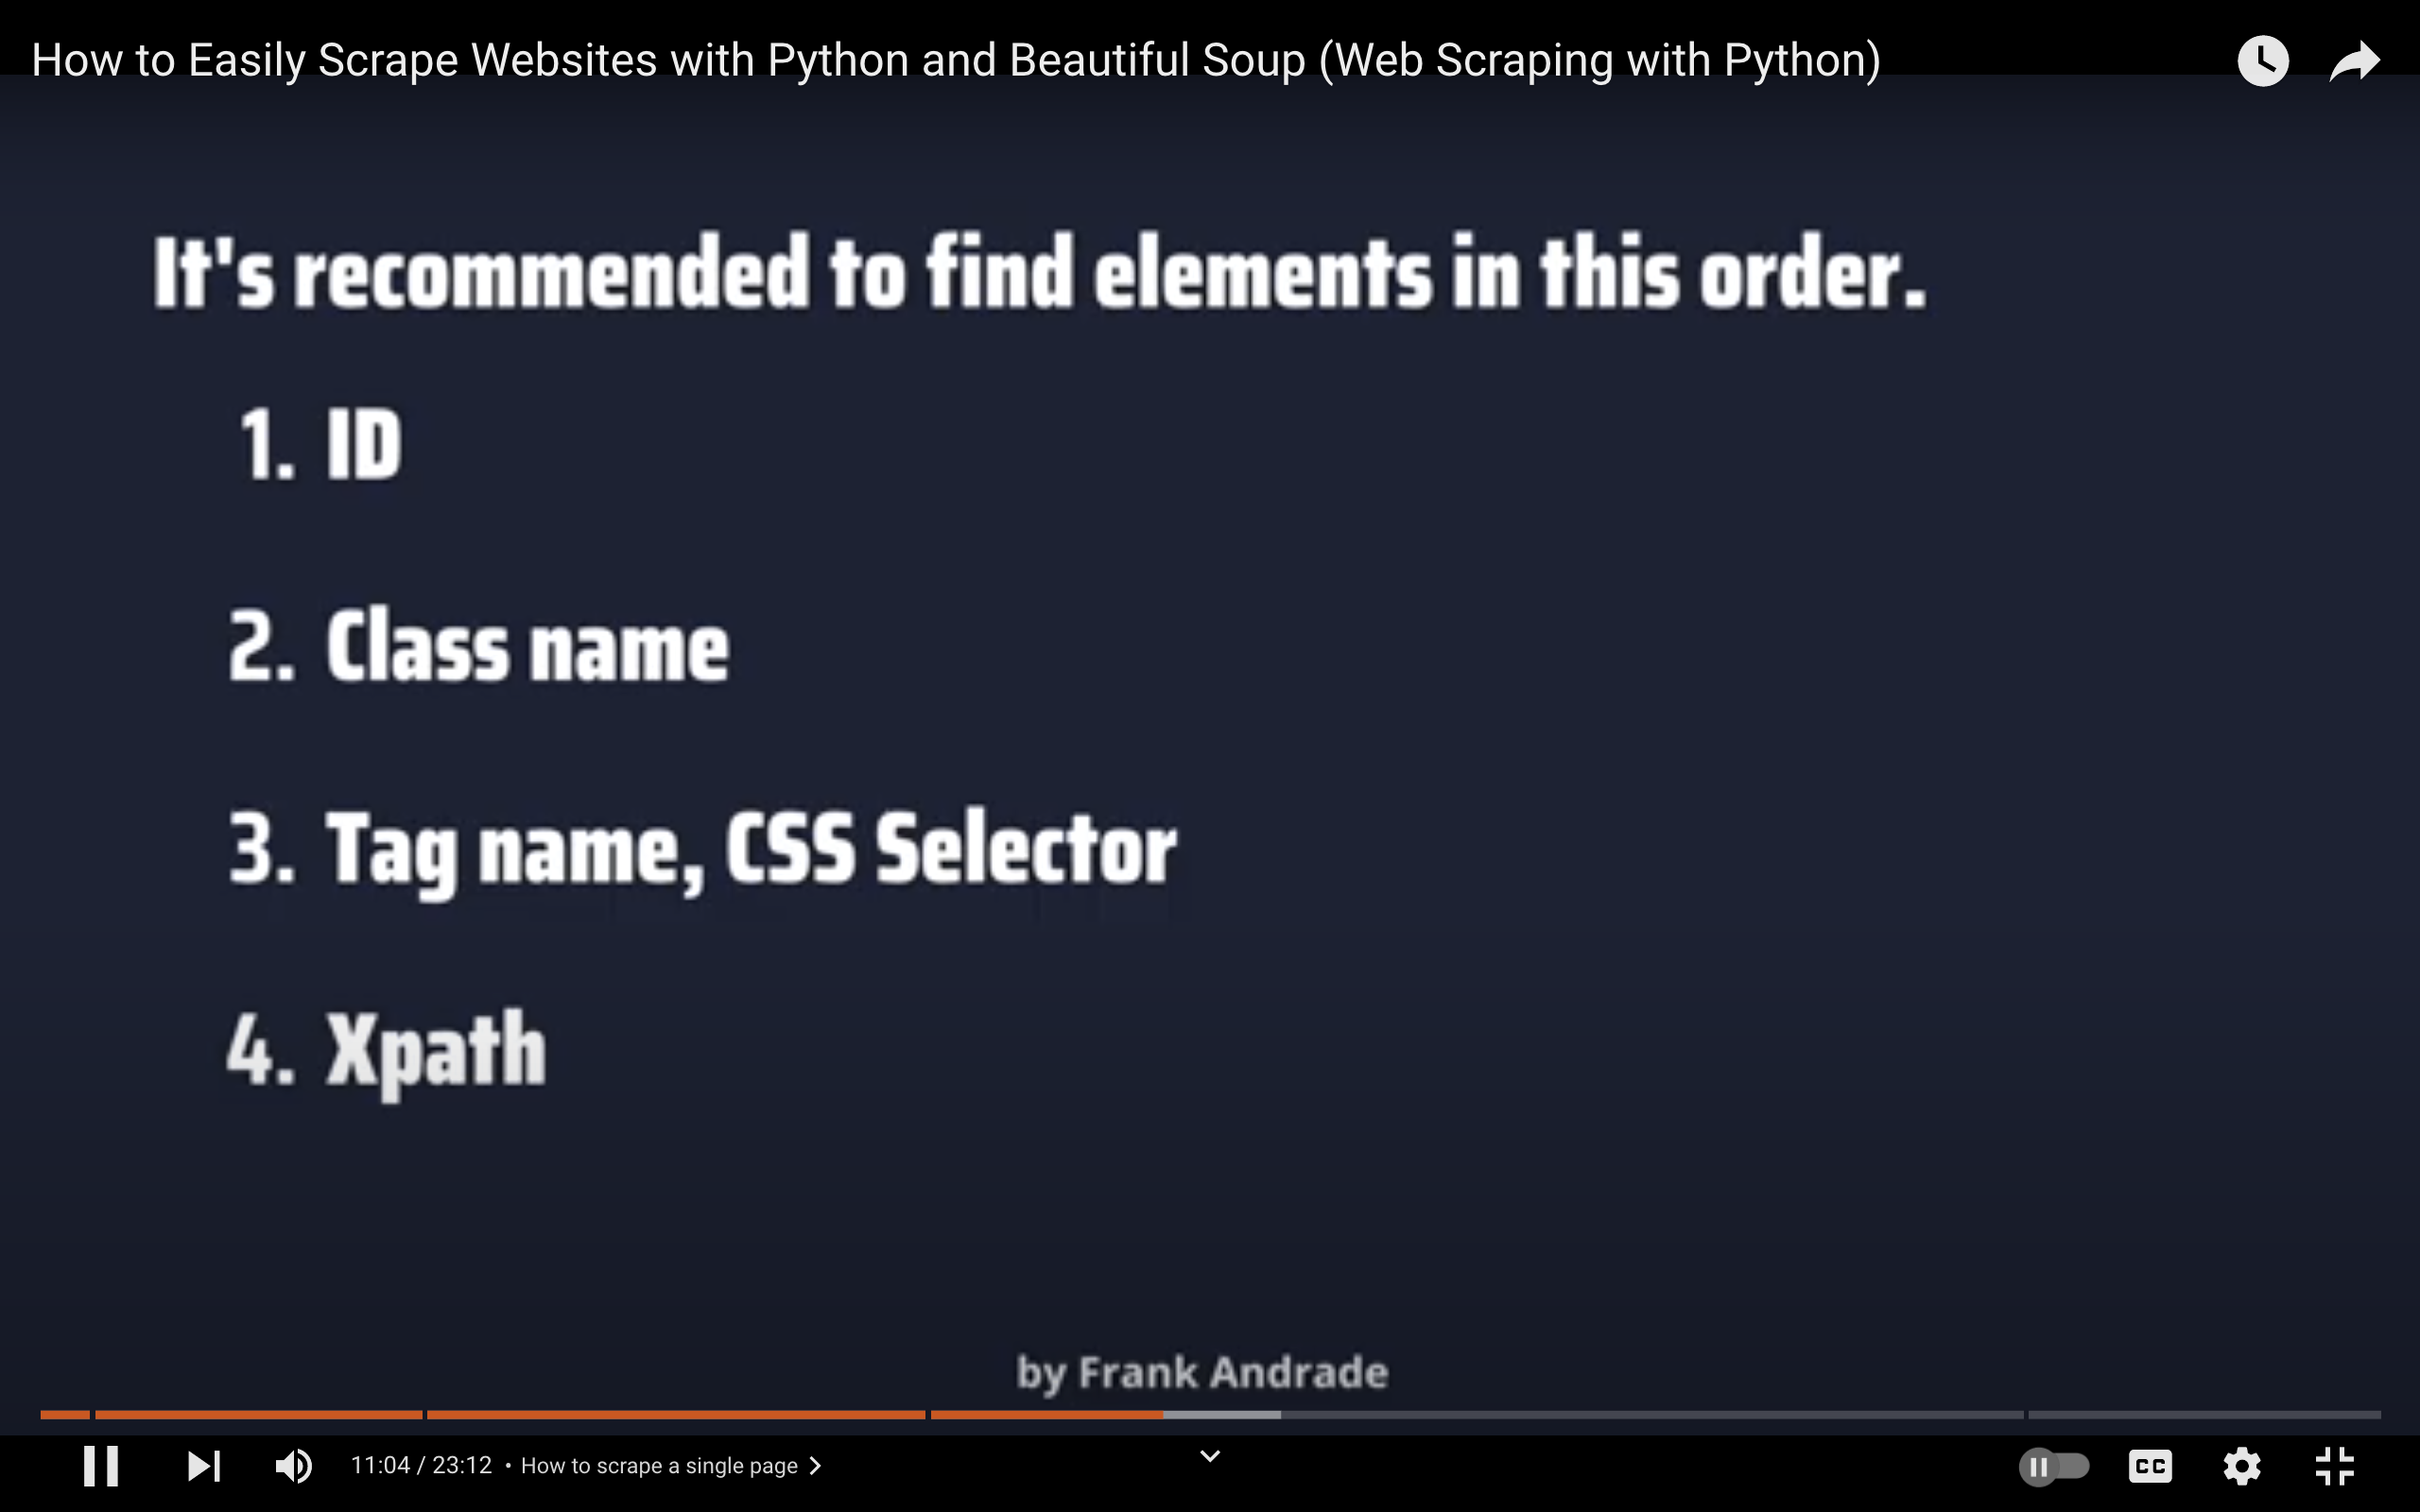 How to Easily Scrape Websites with Python and Beautiful Soup (Web Scraping with Python)
It's recommended to find elements in this order.
1. ID
2. Class name
3. Tag name, CSS Selector
4. Xpath
by Frank Andrade
11:04 / 23:12 • How to scrape a single page
CC